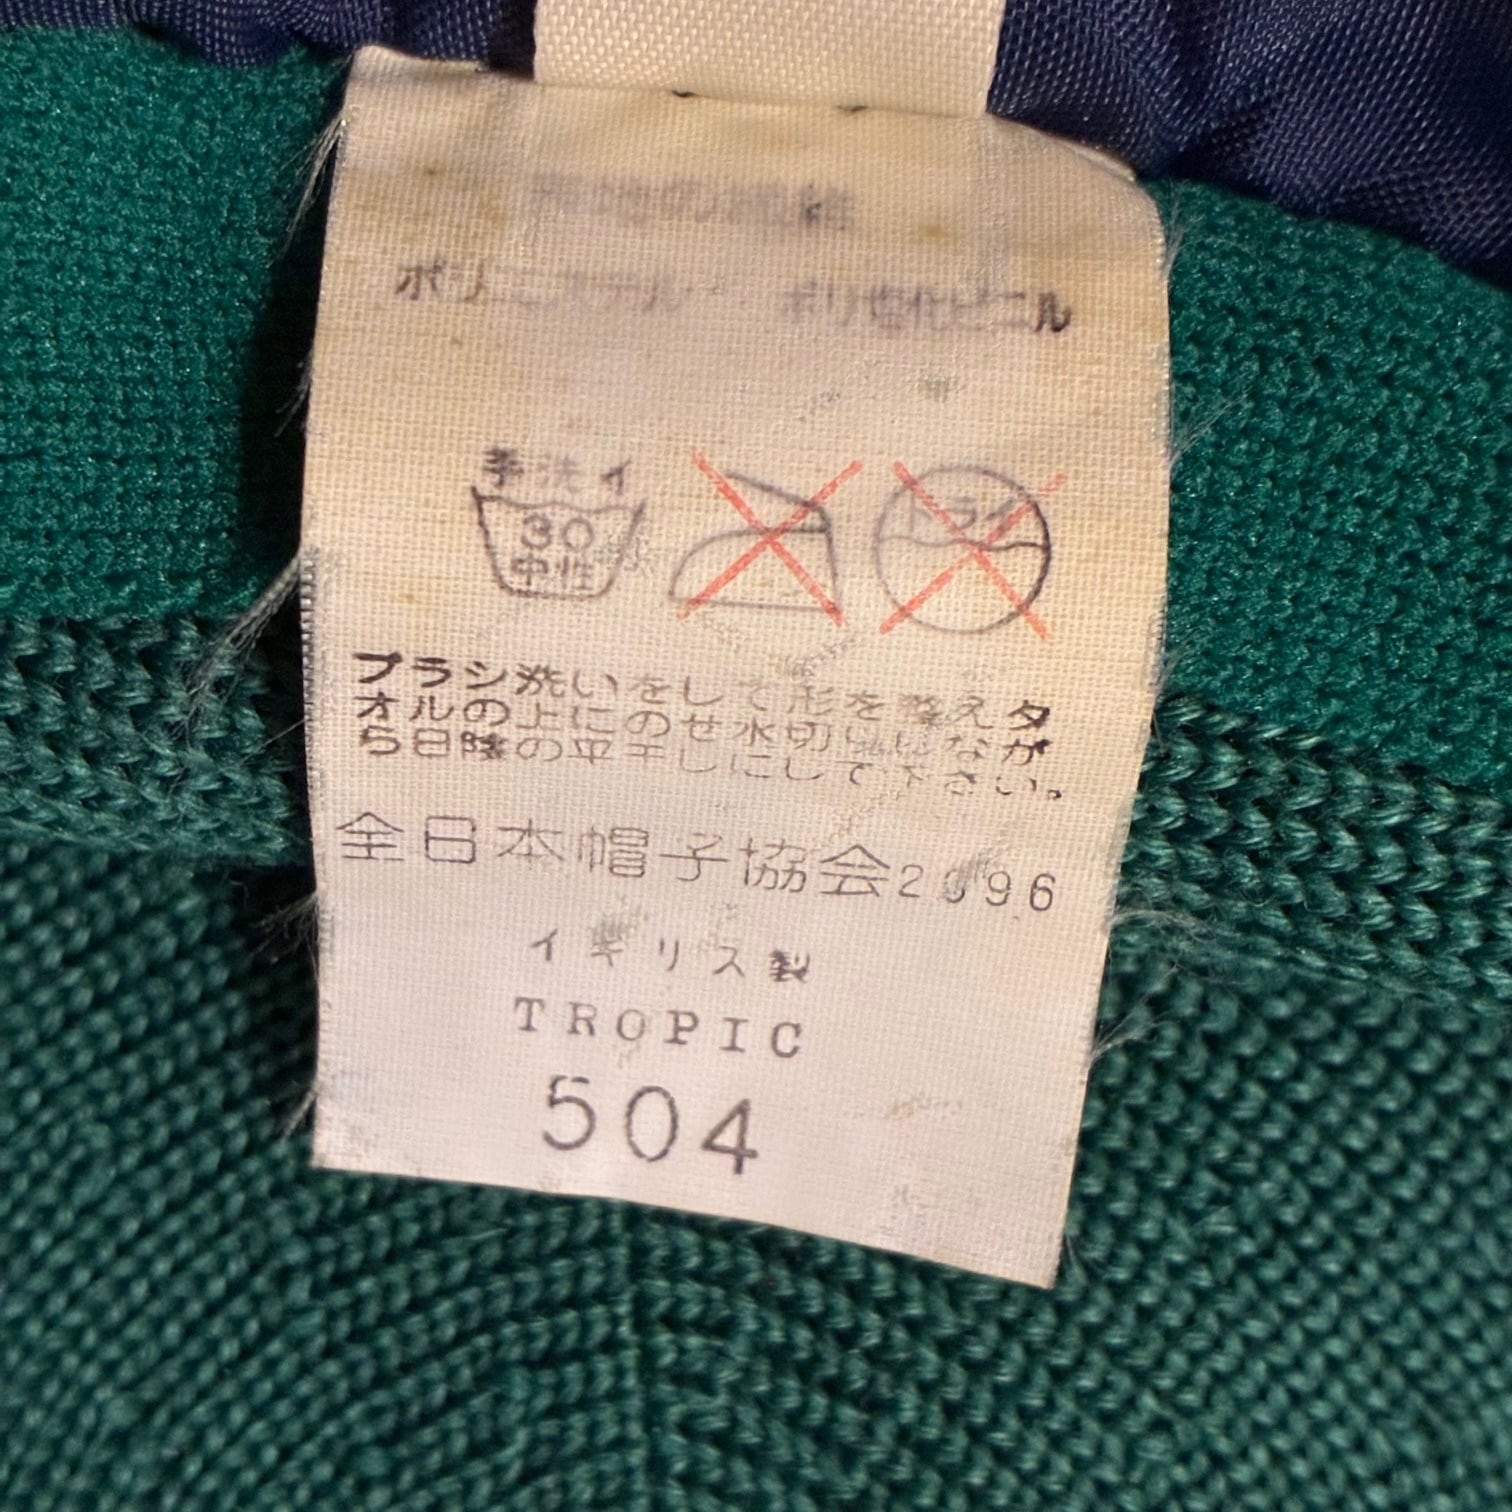 ポリエステル ポリ塩化ビニル
手洗イ
30
中性
ドライ
ブラシ洗いをして形を整えタ
オルの上にのせ水切りしなが
ら日陰の平干しにして下さい。
全日本帽子協会2096
イギリス製
TROPIC
504